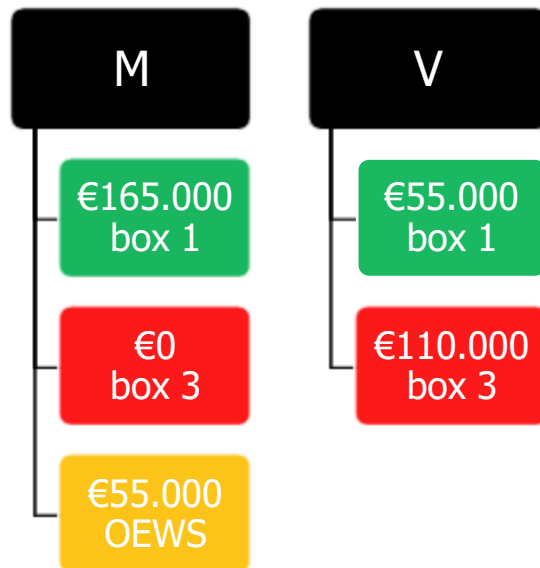 M
€165.000
box 1
€0
box 3
€55.000
OEWS
V
€55.000
box 1
€110.000
box 3